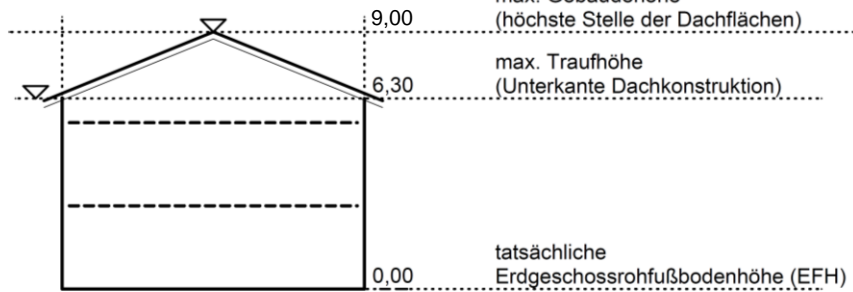 max. Gebäudehöhe
9,00 (höchste Stelle der Dachflächen)
max. Traufhöhe
6,30 (Unterkante Dachkonstruktion)
tatsächliche
0,00 Erdgeschossrohfußbodenhöhe (EFH)